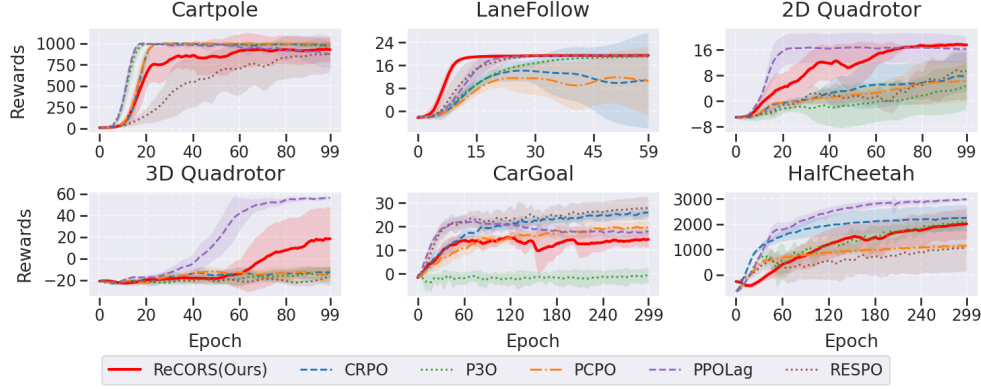 Cartpole LaneFollow 2D Quadrotor
Rewards
1000
750
500
250
0
0 20 40 60 80 99
24
16
8
0
0 15 30 45 59
16
8
0
−8
0 20 40 60 80 99
3D Quadrotor CarGoal HalfCheetah
Rewards
60
40
20
0
−20
0 20 40 60 80 99
30
20
10
0
0 60 120 180 240 299
3000
2000
1000
0
0 60 120 180 240 299
Epoch Epoch Epoch
ReCORS(Ours) CRPO P3O PCPO PPOLag RESPO